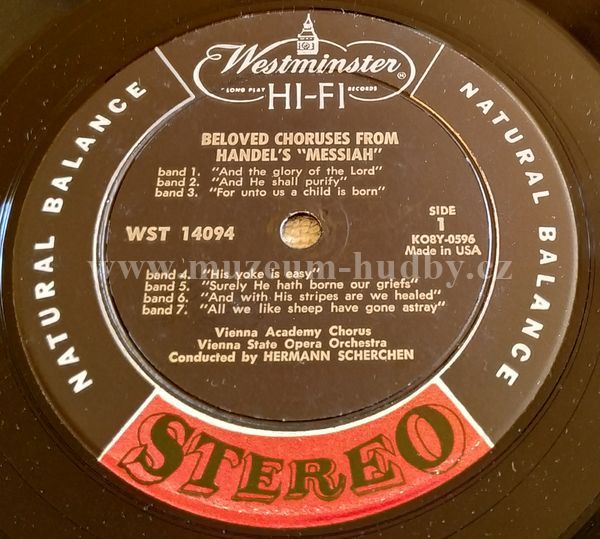 Westminster ®
"LONG PLAY RECORDS
HI-FI
NATURAL BALANCE
NATURAL BALANCE
BELOVED CHORUSES FROM
HANDEL'S "MESSIAH"
band 1. "And the glory of the Lord"
band 2. "And He shall purify"
band 3. "For unto us a child is born"
WST 14094
SIDE
1
KO8Y-0596
Made in USA
www.muzeum-hudby.cz
band 4. "His yoke is easy"
band 5. "Surely He hath borne our griefs"
band 6. "And with His stripes are we healed"
band 7. "All we like sheep have gone astray"
Vienna Academy Chorus
Vienna State Opera Orchestra
Conducted by HERMANN SCHERCHEN
STEREO